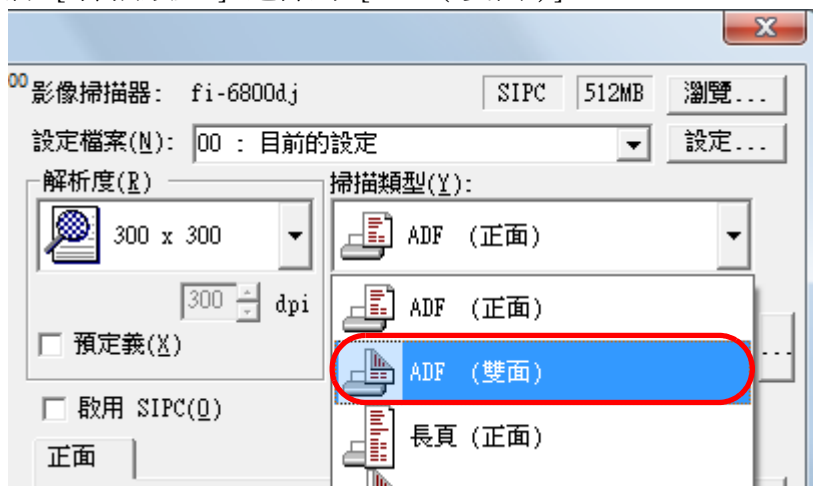 00
影像掃描器: fi-6800dj SIPC 512MB 瀏覽...
設定檔案(N): 00 : 目前的設定 設定...
解析度(R) 掃描類型(Y):
300 x 300 ADF (正面)
300 dpi ADF (正面)
預定義(X) ...
ADF (雙面)
啟用 SIPC(O)
長頁 (正面)
正面